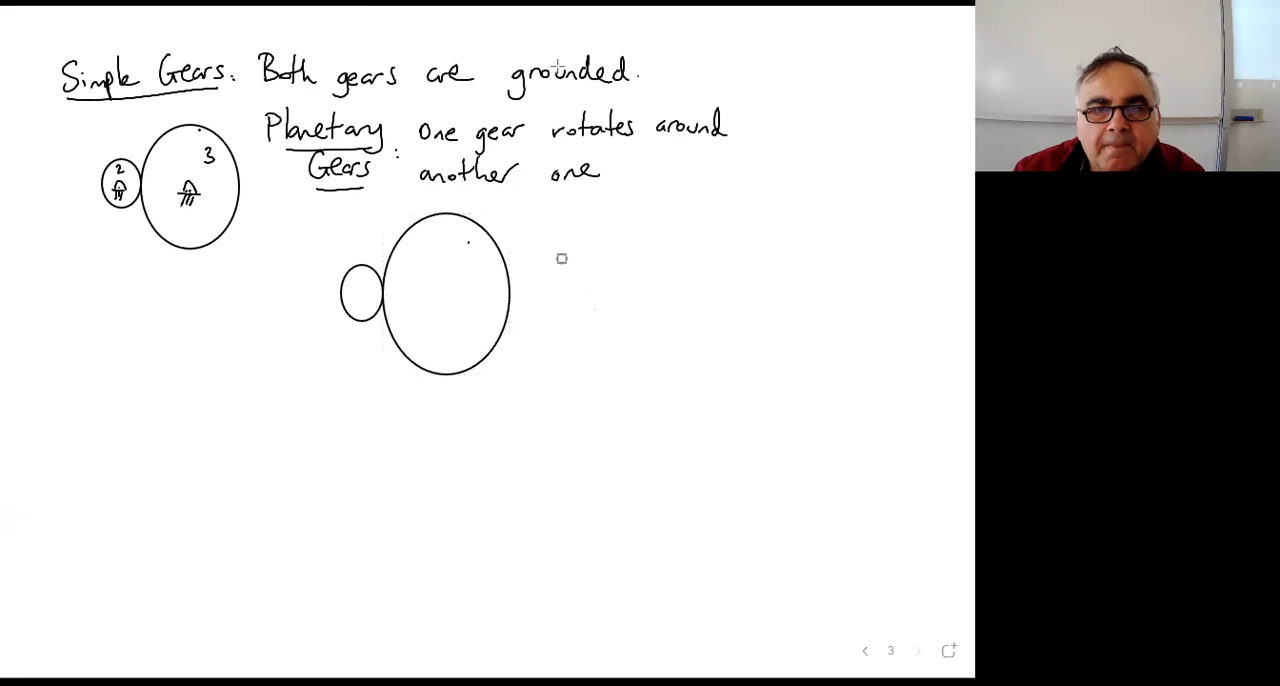 Simple Gears: Both gears are grounded.
Planetary Gears: One gear rotates around
another one
2
3
3